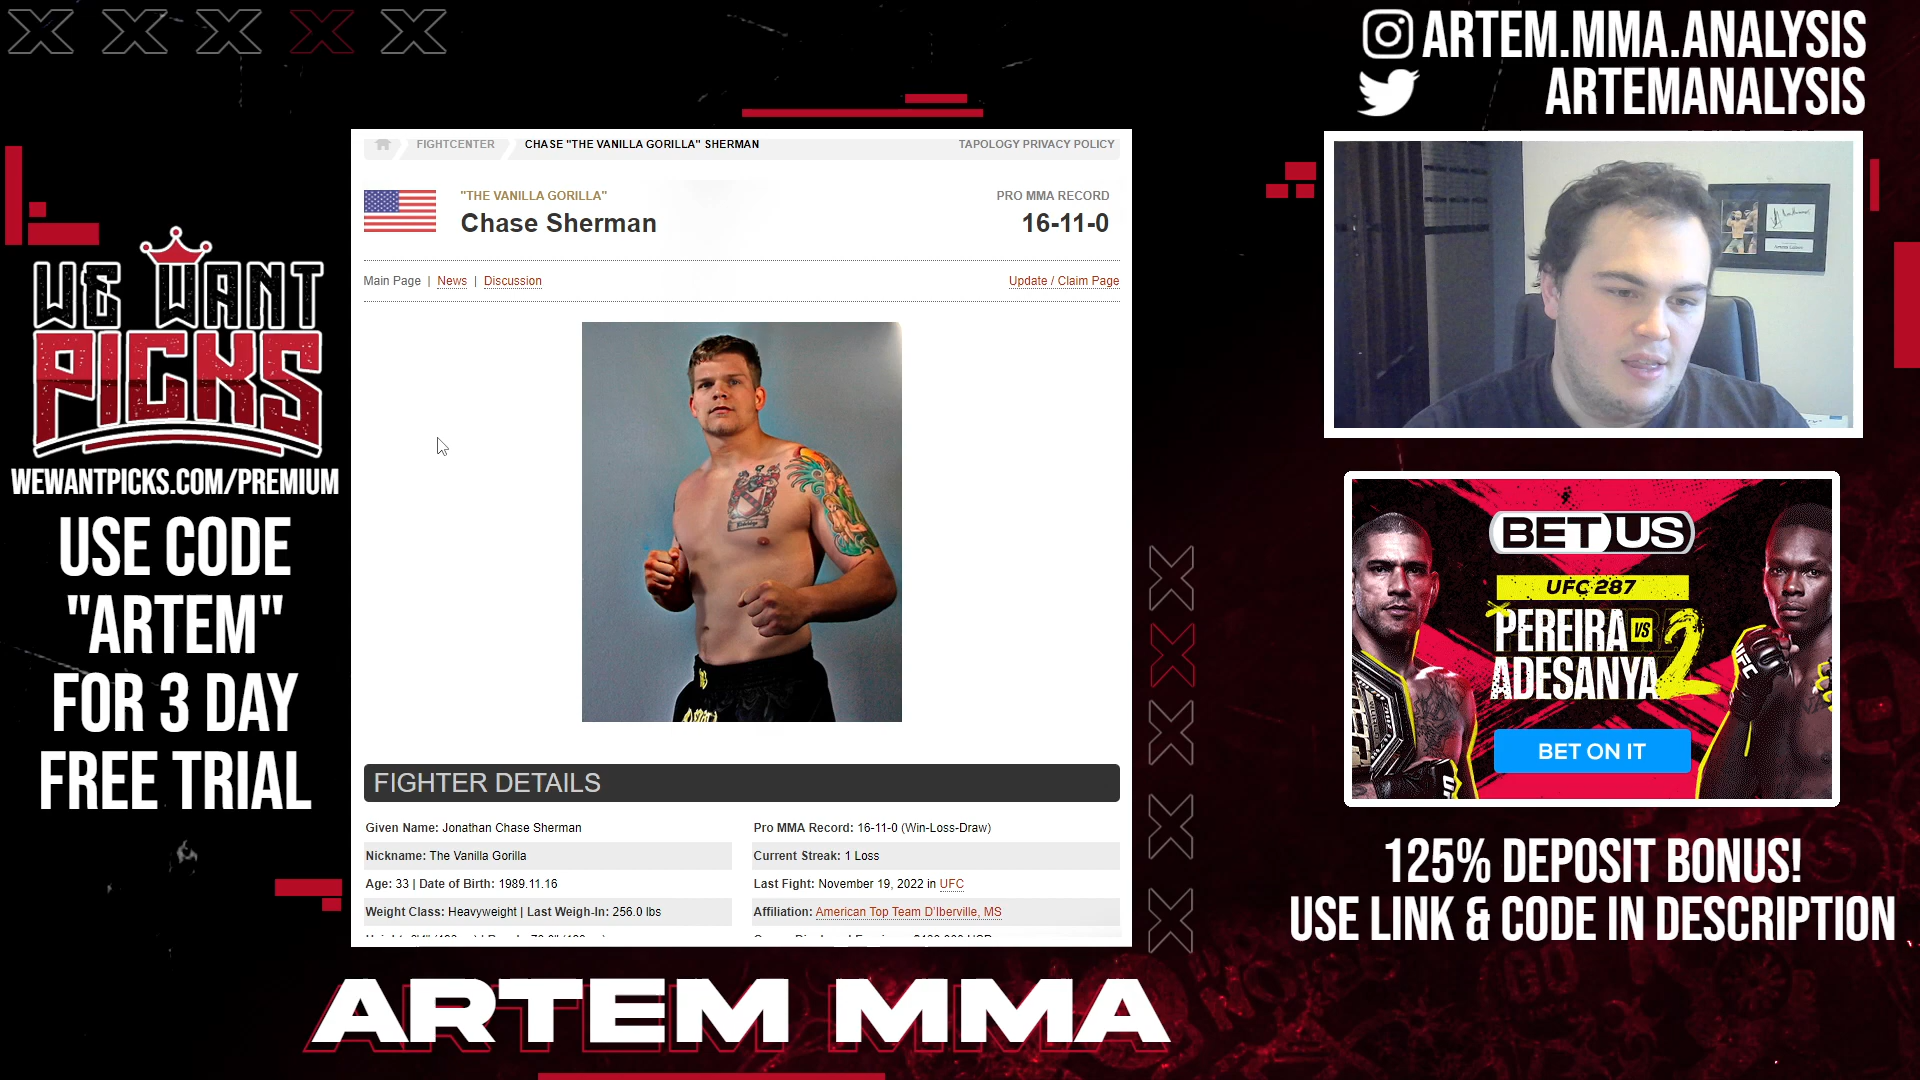 ARTEM.MMA.ANALYSIS
ARTEMANALYSIS
WE WANT
PICKS
WEWANTPICKS.COM/PREMIUM
USE CODE
"ARTEM"
FOR 3 DAY
FREE TRIAL
FIGHTCENTER CHASE "THE VANILLA GORILLA" SHERMAN TAPOLOGY PRIVACY POLICY
"THE VANILLA GORILLA" PRO MMA RECORD
Chase Sherman 16-11-0
Main Page | News | Discussion Update / Claim Page
FIGHTER DETAILS
Given Name: Jonathan Chase Sherman Pro MMA Record: 16-11-0 (Win-Loss-Draw)
Nickname: The Vanilla Gorilla Current Streak: 1 Loss
Age: 33 | Date of Birth: 1989.11.16 Last Fight: November 19, 2022 in UFC
Weight Class: Heavyweight | Last Weigh-In: 256.0 lbs Affiliation: American Top Team D'Iberville, MS
BETUS
UFC 287
PEREIRA VS
ADESANYA 2
UFC
BET ON IT
125% DEPOSIT BONUS!
USE LINK & CODE IN DESCRIPTION
ARTEM MMA